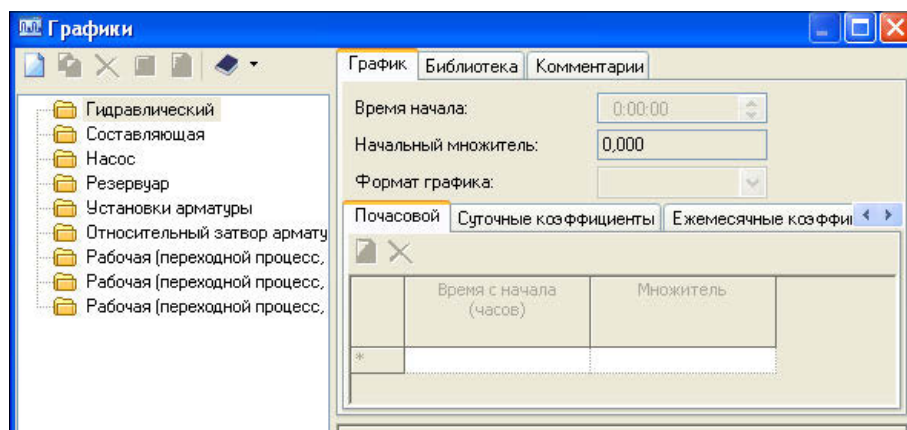 Графики
График Библиотека Комментарии
Гидравлический
Составляющая
Насос
Резервуар
Установки арматуры
Относительный затвор армату
Рабочая (переходной процесс,
Рабочая (переходной процесс,
Рабочая (переходной процесс,
Время начала: 0:00:00
Начальный множитель: 0,000
Формат графика:
Почасовой Суточные коэффициенты Ежемесячные коэффи
Время с начала Множитель
(часов)
*